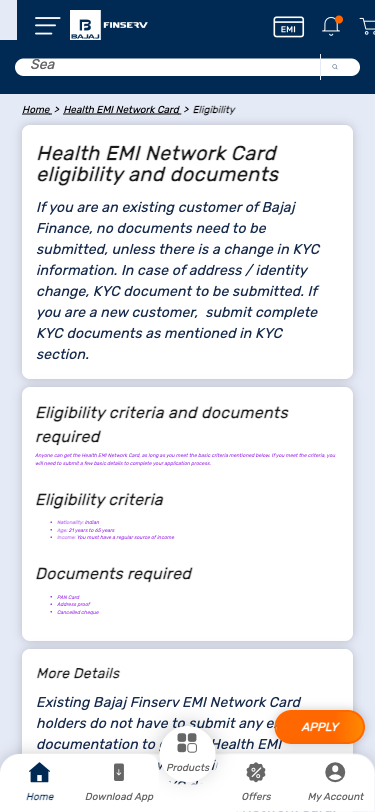 BAJAJ
FINSERV
EMI
Sea
Home > Health EMI Network Card > Eligibility
Health EMI Network Card
eligibility and documents
If you are an existing customer of Bajaj
Finance, no documents need to be
submitted, unless there is a change in KYC
information. In case of address / identity
change, KYC document to be submitted. If
you are a new customer, submit complete
KYC documents as mentioned in KYC
section.
Eligibility criteria and documents
required
Anyone can get the Health EMI Network Card, as long as you meet the basic criteria mentioned below. If you meet the criteria, you
will need to submit a few basic details to complete your application process.
Eligibility criteria
Nationality: Indian
Age: 21 years to 65 years
Income: You must have a regular source of income
Documents required
PAN Card
Address proof
Cancelled cheque
More Details
Existing Bajaj Finserv EMI Network Card
holders do not have to submit any
APPLY
documentation to Health EMI
Products
Home
Download App
Offers
My Account